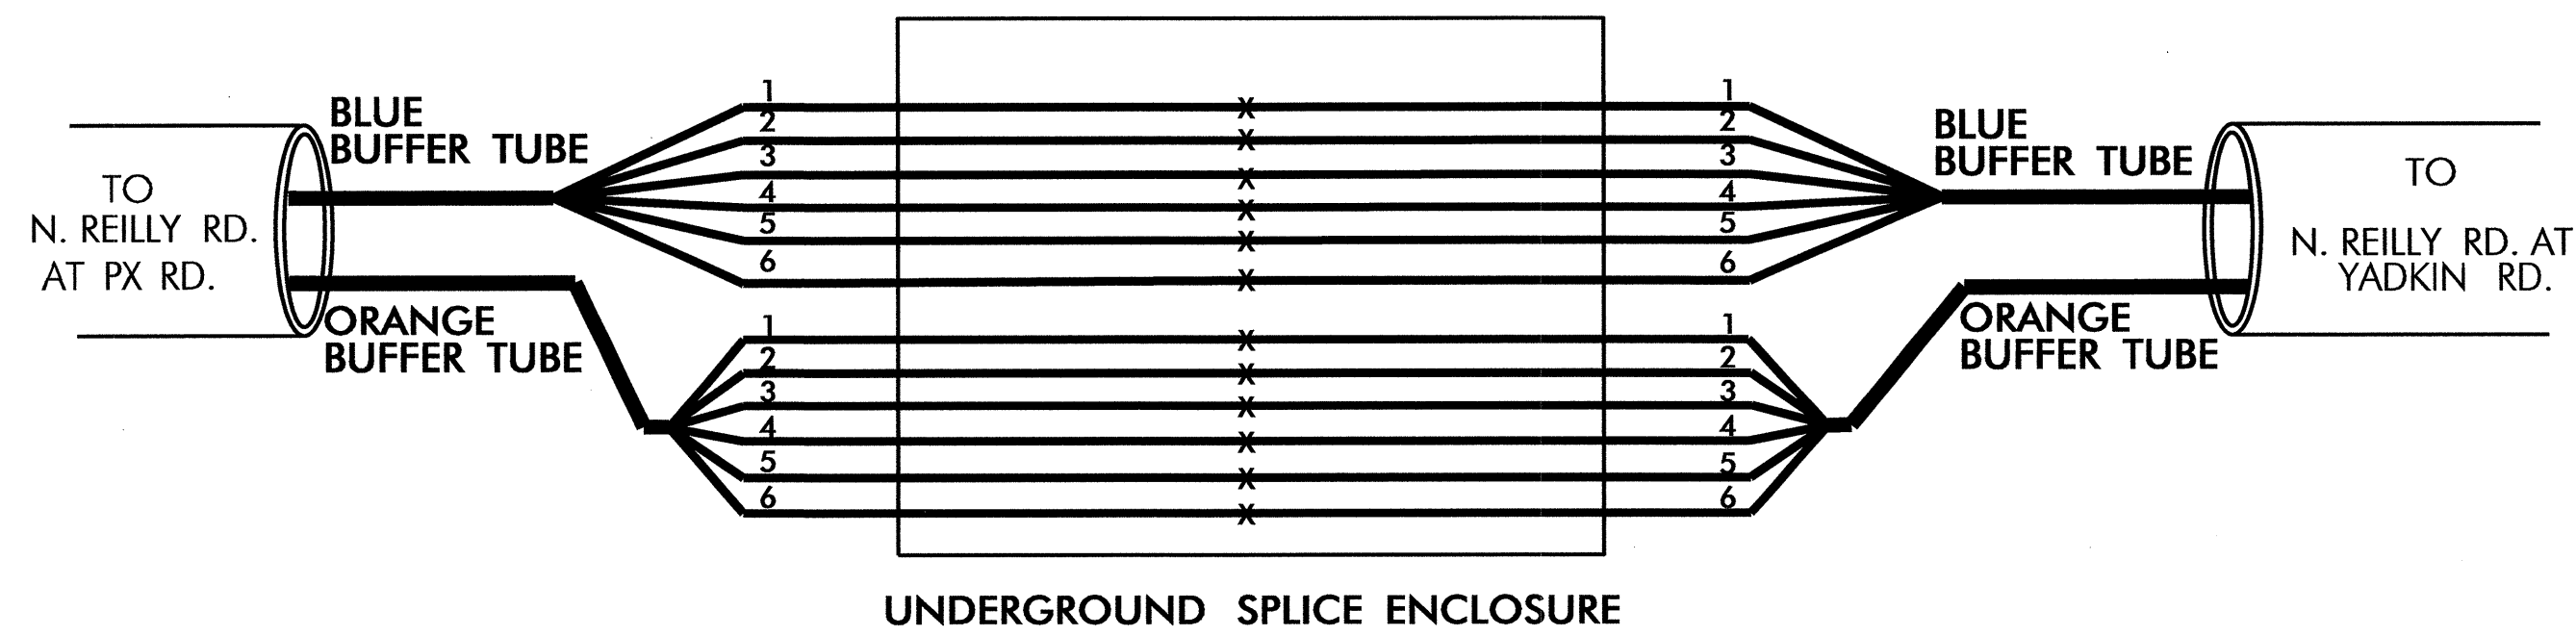 BLUE
BUFFER TUBE
TO
N. REILLY RD.
AT PX RD.
ORANGE
BUFFER TUBE
1
2
3
4
5
6
1
2
3
4
5
6
X
X
X
X
X
X
X
X
X
X
X
X
1
2
3
4
5
6
1
2
3
4
5
6
BLUE
BUFFER TUBE
TO
N. REILLY RD. AT
YADKIN RD.
ORANGE
BUFFER TUBE
UNDERGROUND SPLICE ENCLOSURE